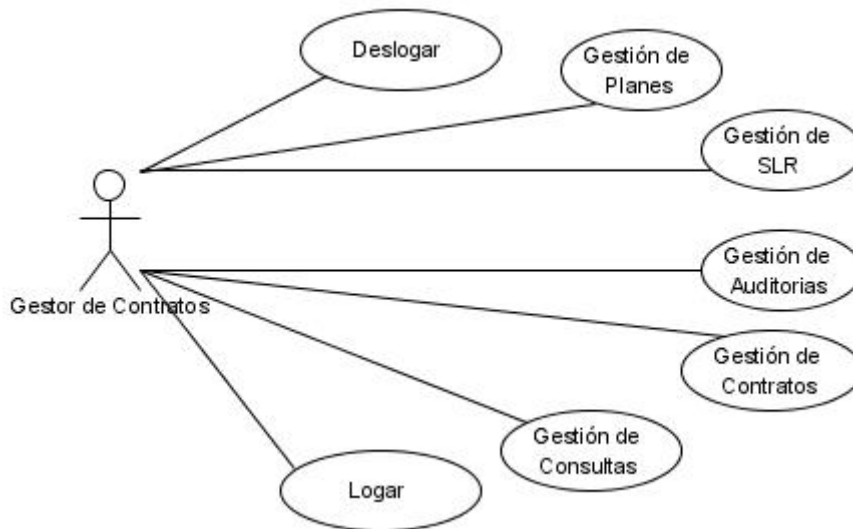 Deslogar
Gestión de
Planes
Gestión de
SLR
Gestión de
Auditorias
Gestor de Contratos
Gestión de
Contratos
Gestión de
Consultas
Logar